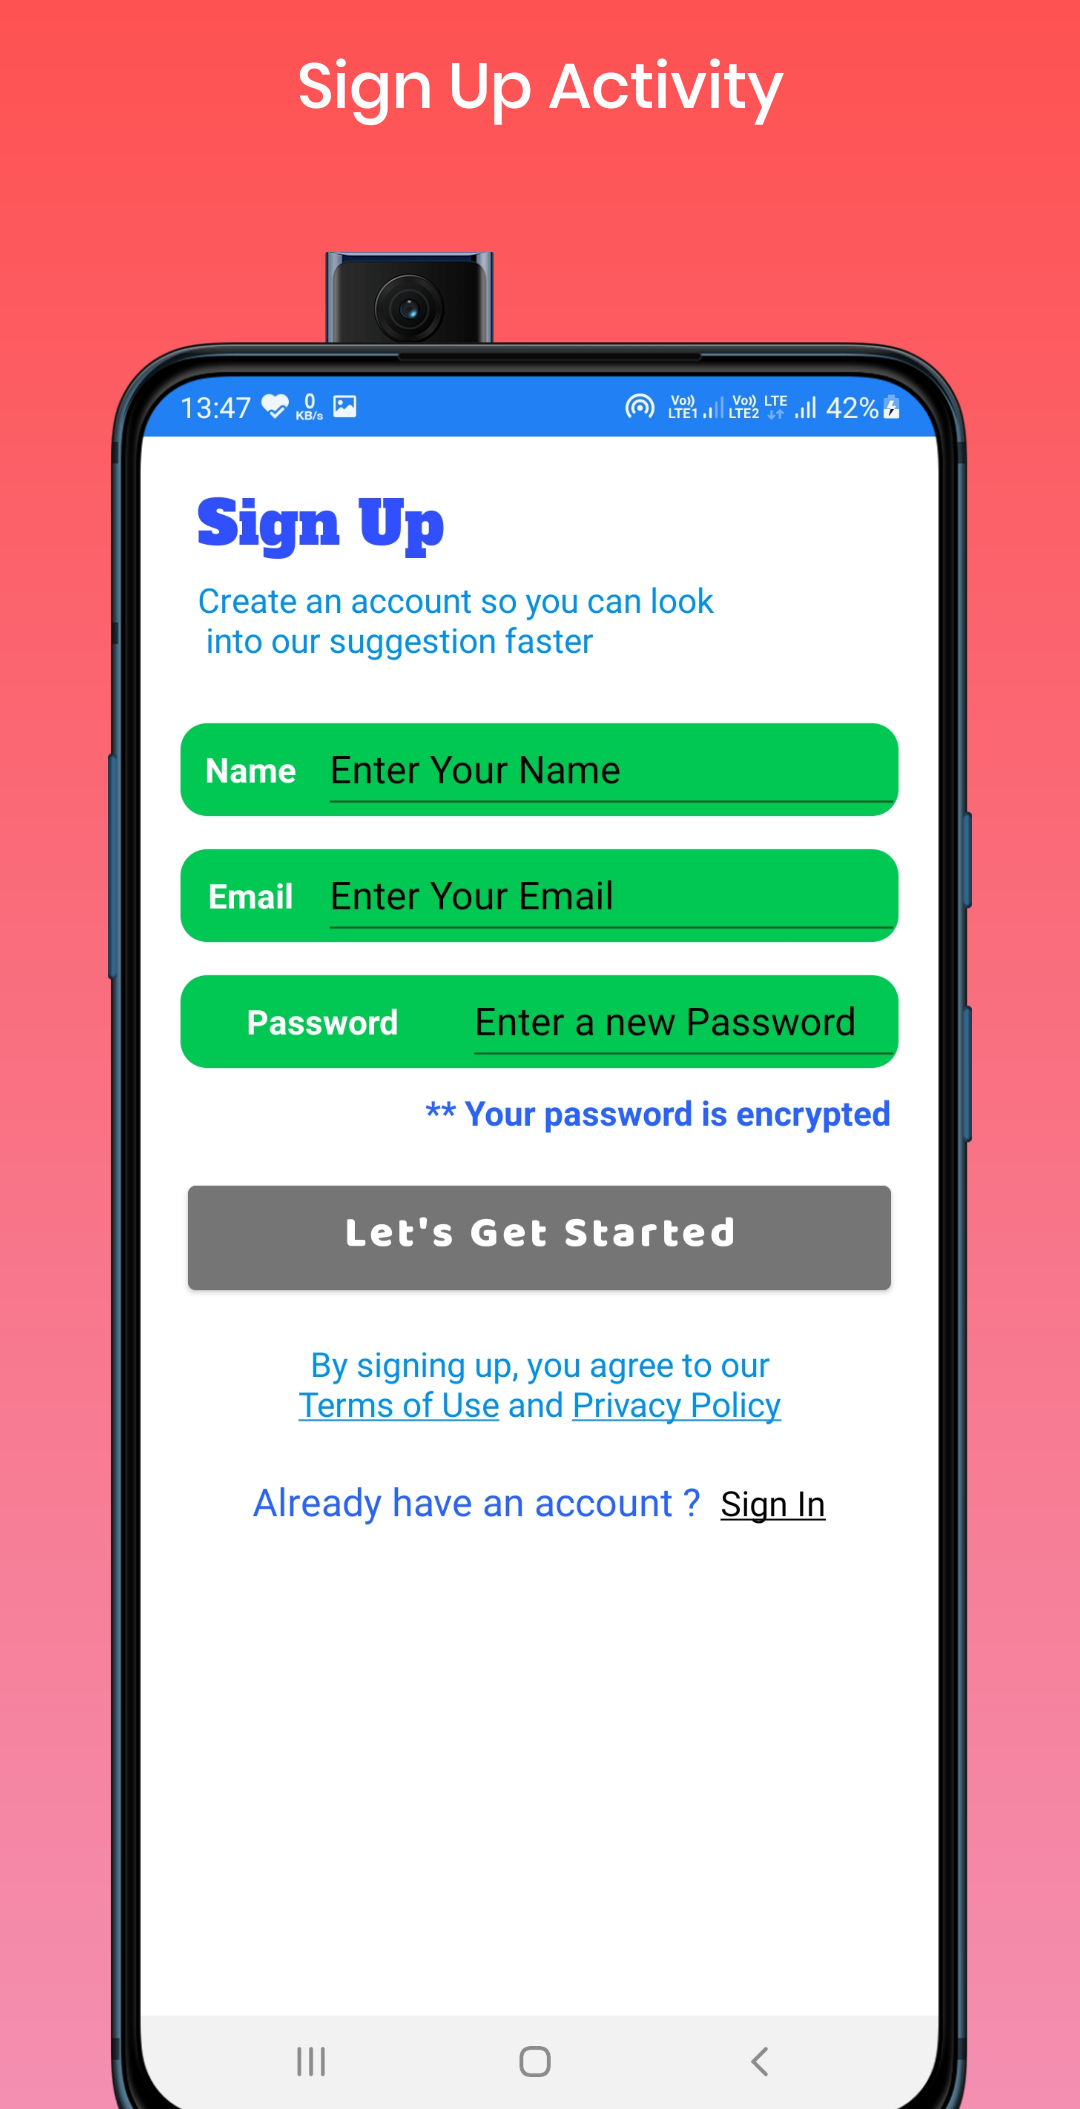 Sign Up Activity
13:47 0 KB/s Vo)) LTE1 Vo)) LTE2 LTE 42%
Sign Up
Create an account so you can look
into our suggestion faster
Name Enter Your Name
Email Enter Your Email
Password Enter a new Password
** Your password is encrypted
Let's Get Started
By signing up, you agree to our
Terms of Use and Privacy Policy
Already have an account ? Sign In